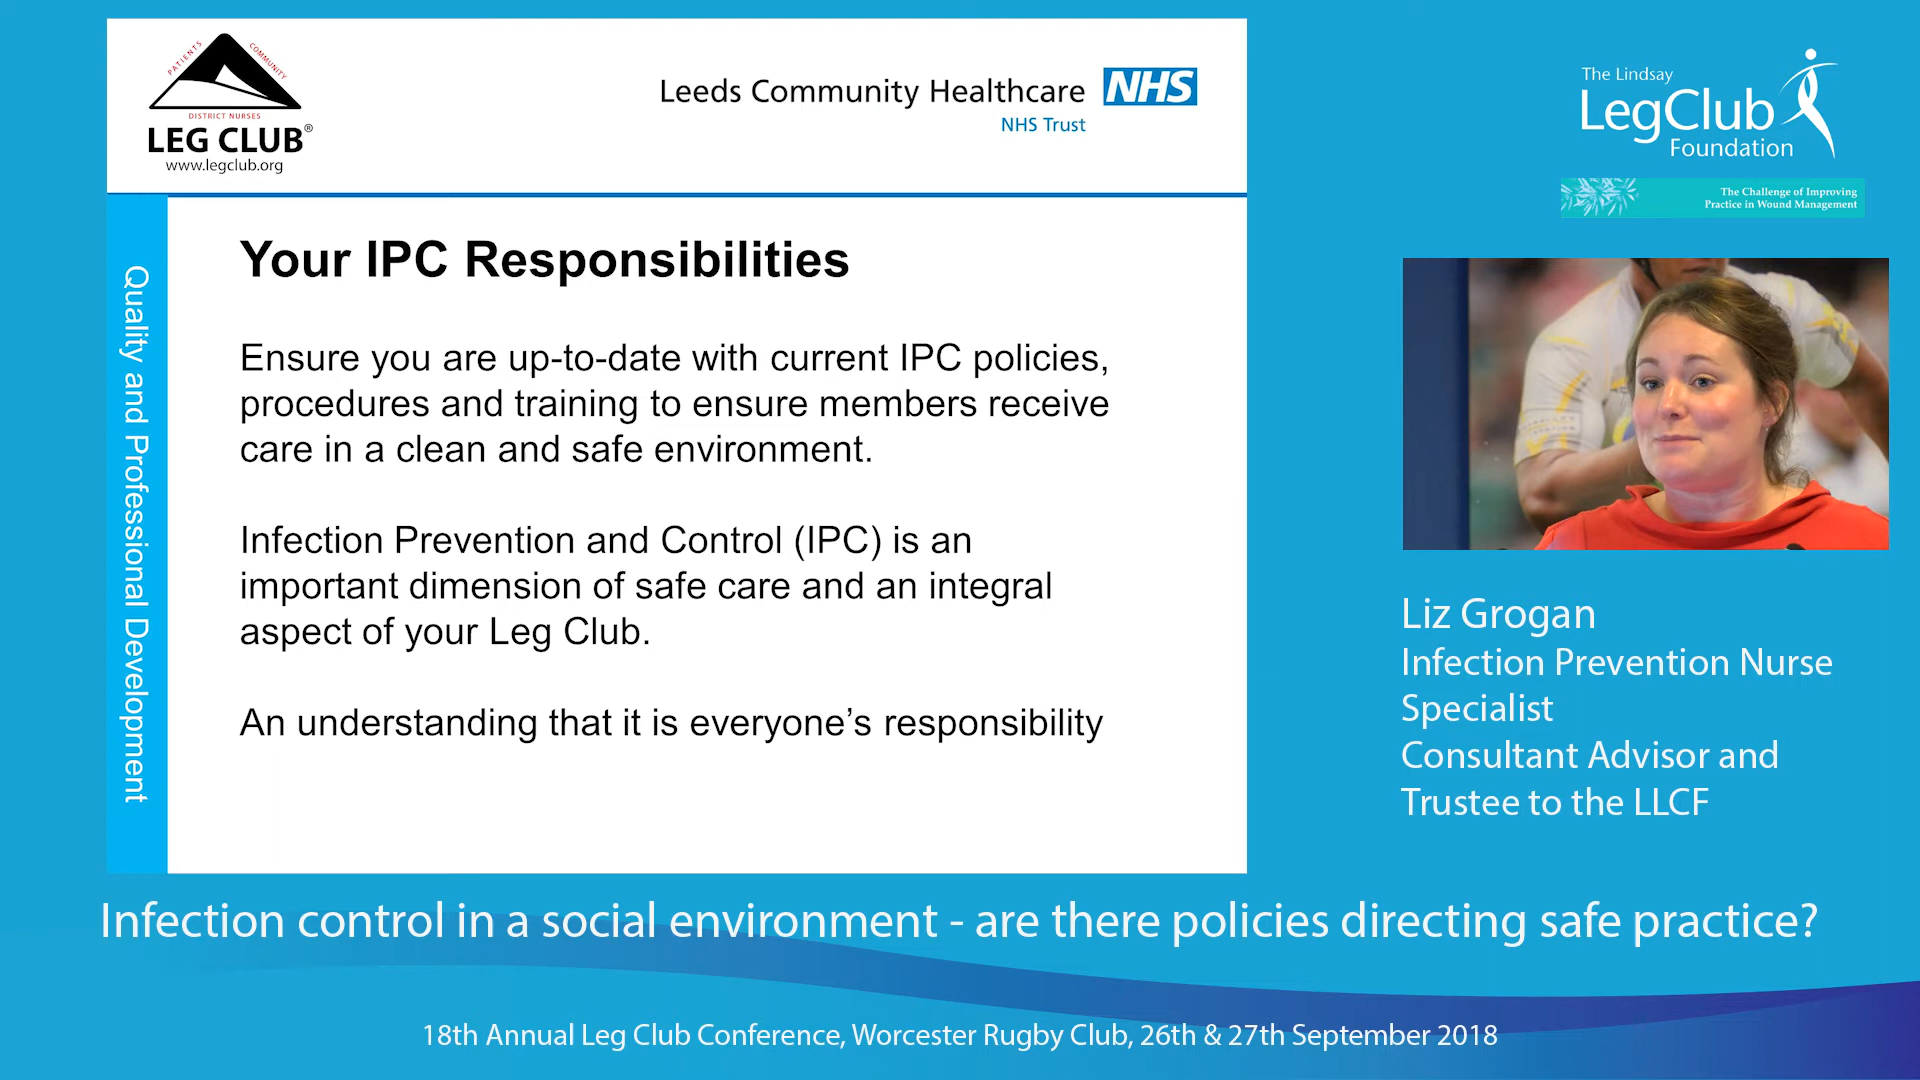 PATIENTS
COMMUNITY
DISTRICT NURSES
LEG CLUB®
www.legclub.org
Leeds Community Healthcare NHS
NHS Trust
Quality and Professional Development
Your IPC Responsibilities
Ensure you are up-to-date with current IPC policies,
procedures and training to ensure members receive
care in a clean and safe environment.
Infection Prevention and Control (IPC) is an
important dimension of safe care and an integral
aspect of your Leg Club.
An understanding that it is everyone’s responsibility
The Lindsay
LegClub
Foundation
The Challenge of Improving
Practice in Wound Management
Liz Grogan
Infection Prevention Nurse
Specialist
Consultant Advisor and
Trustee to the LLCF
Infection control in a social environment - are there policies directing safe practice?
18th Annual Leg Club Conference, Worcester Rugby Club, 26th & 27th September 2018